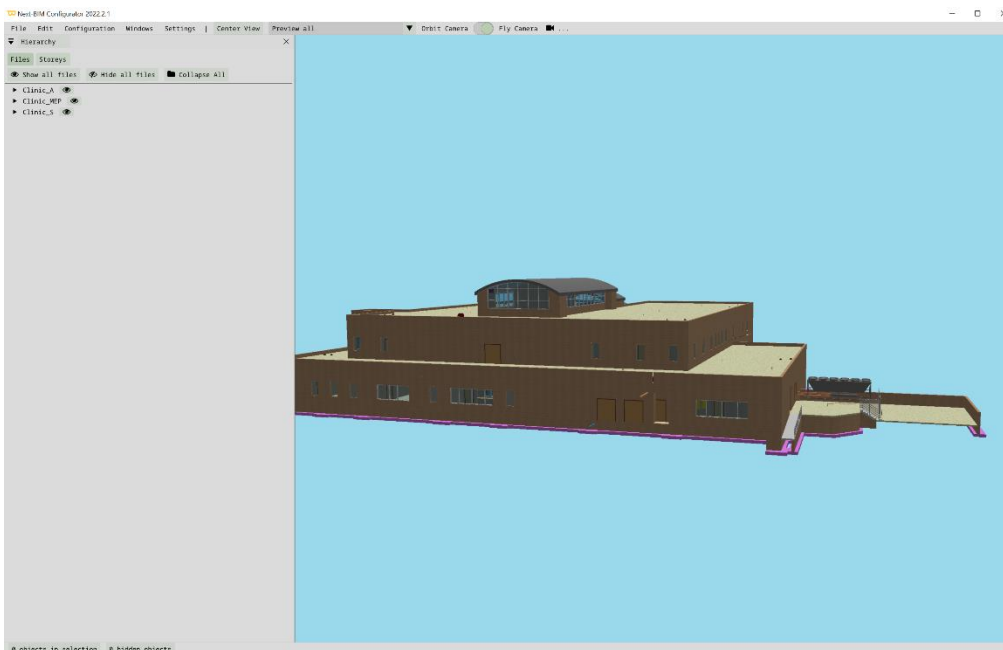 Nest-BIM Configurator 2022.2.1
File Edit Configuration Windows Settings | Center View Preview all Orbit Camera Fly Camera ...
Hierarchy
Files Storeys
Show all files Hide all files Collapse All
Clinic_A
Clinic_MEP
Clinic_S
0 objects in selection 0 hidden objects